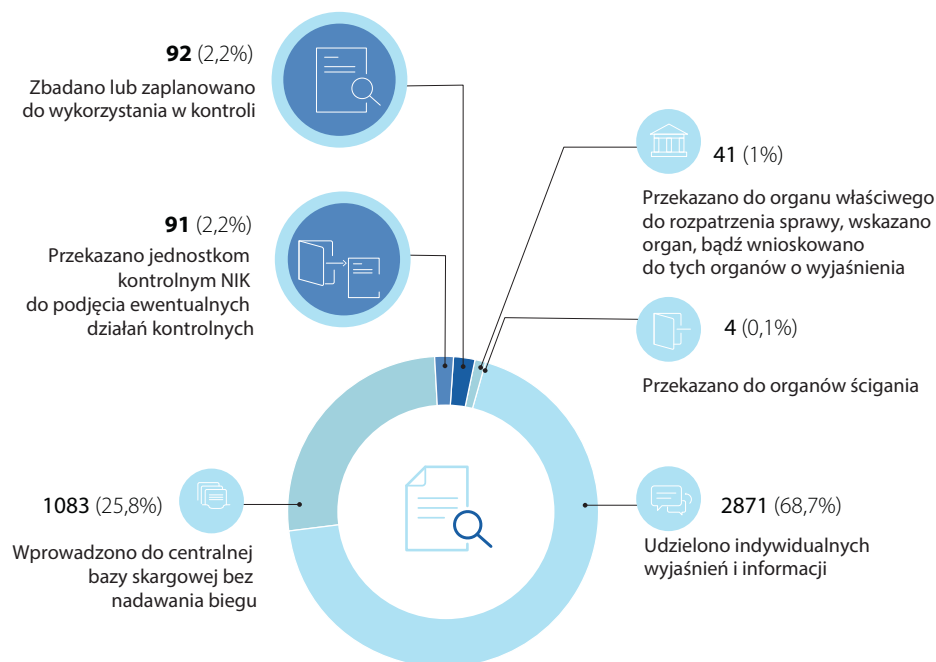 92 (2,2%)
Zbadano lub zaplanowano
do wykorzystania w kontroli
91 (2,2%)
Przekazano jednostkom
kontrolnym NIK
do podjęcia ewentualnych
działań kontrolnych
1083 (25,8%)
Wprowadzono do centralnej
bazy skargowej bez
nadawania biegu
41 (1%)
Przekazano do organu właściwego
do rozpatrzenia sprawy, wskazano
organ, bądź wnioskowano
do tych organów o wyjaśnienia
4 (0,1%)
Przekazano do organów ścigania
2871 (68,7%)
Udzielono indywidualnych
wyjaśnień i informacji